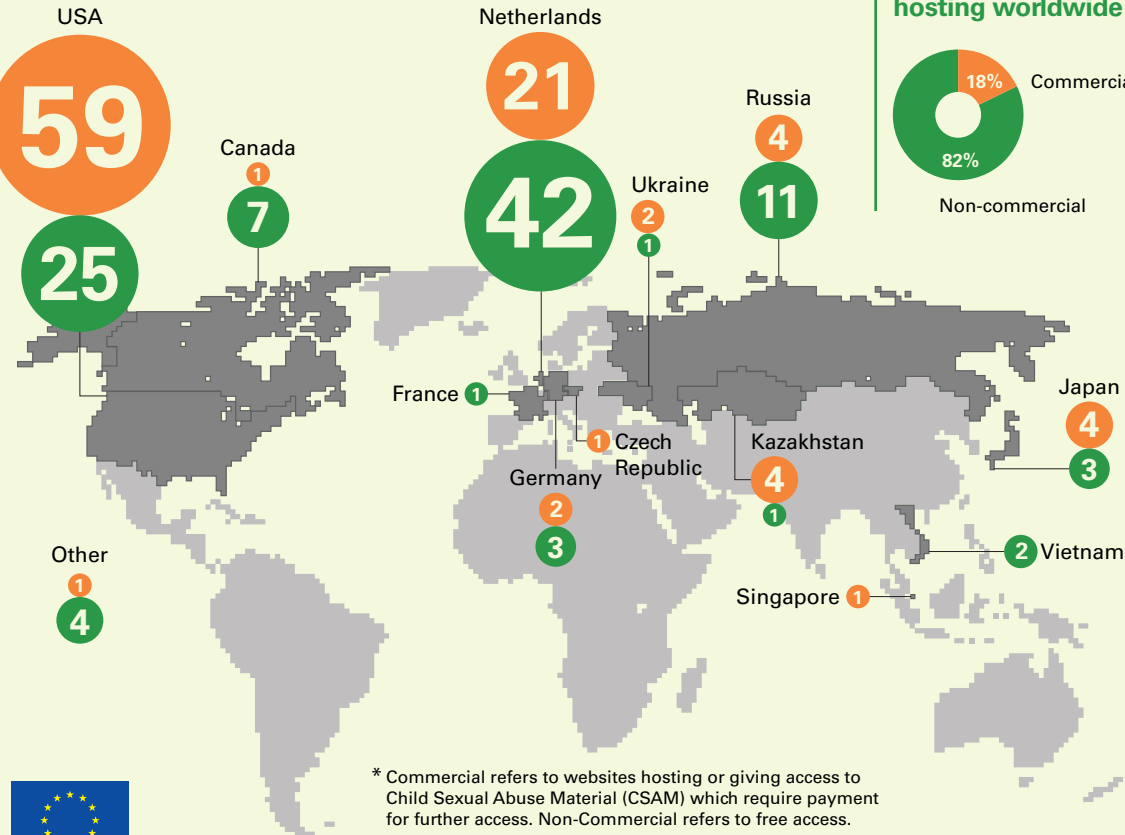 USA
59
25
Canada
1
7
Netherlands
21
42
Ukraine
2
1
Russia
4
11
hosting worldwide
18%
82%
Non-commercial
France 1
1 Czech
Republic
Germany
2
3
Kazakhstan
4
1
Japan
4
3
2 Vietnam
Singapore 1
Other
1
4
* Commercial refers to websites hosting or giving access to
Child Sexual Abuse Material (CSAM) which require payment
for further access. Non-Commercial refers to free access.